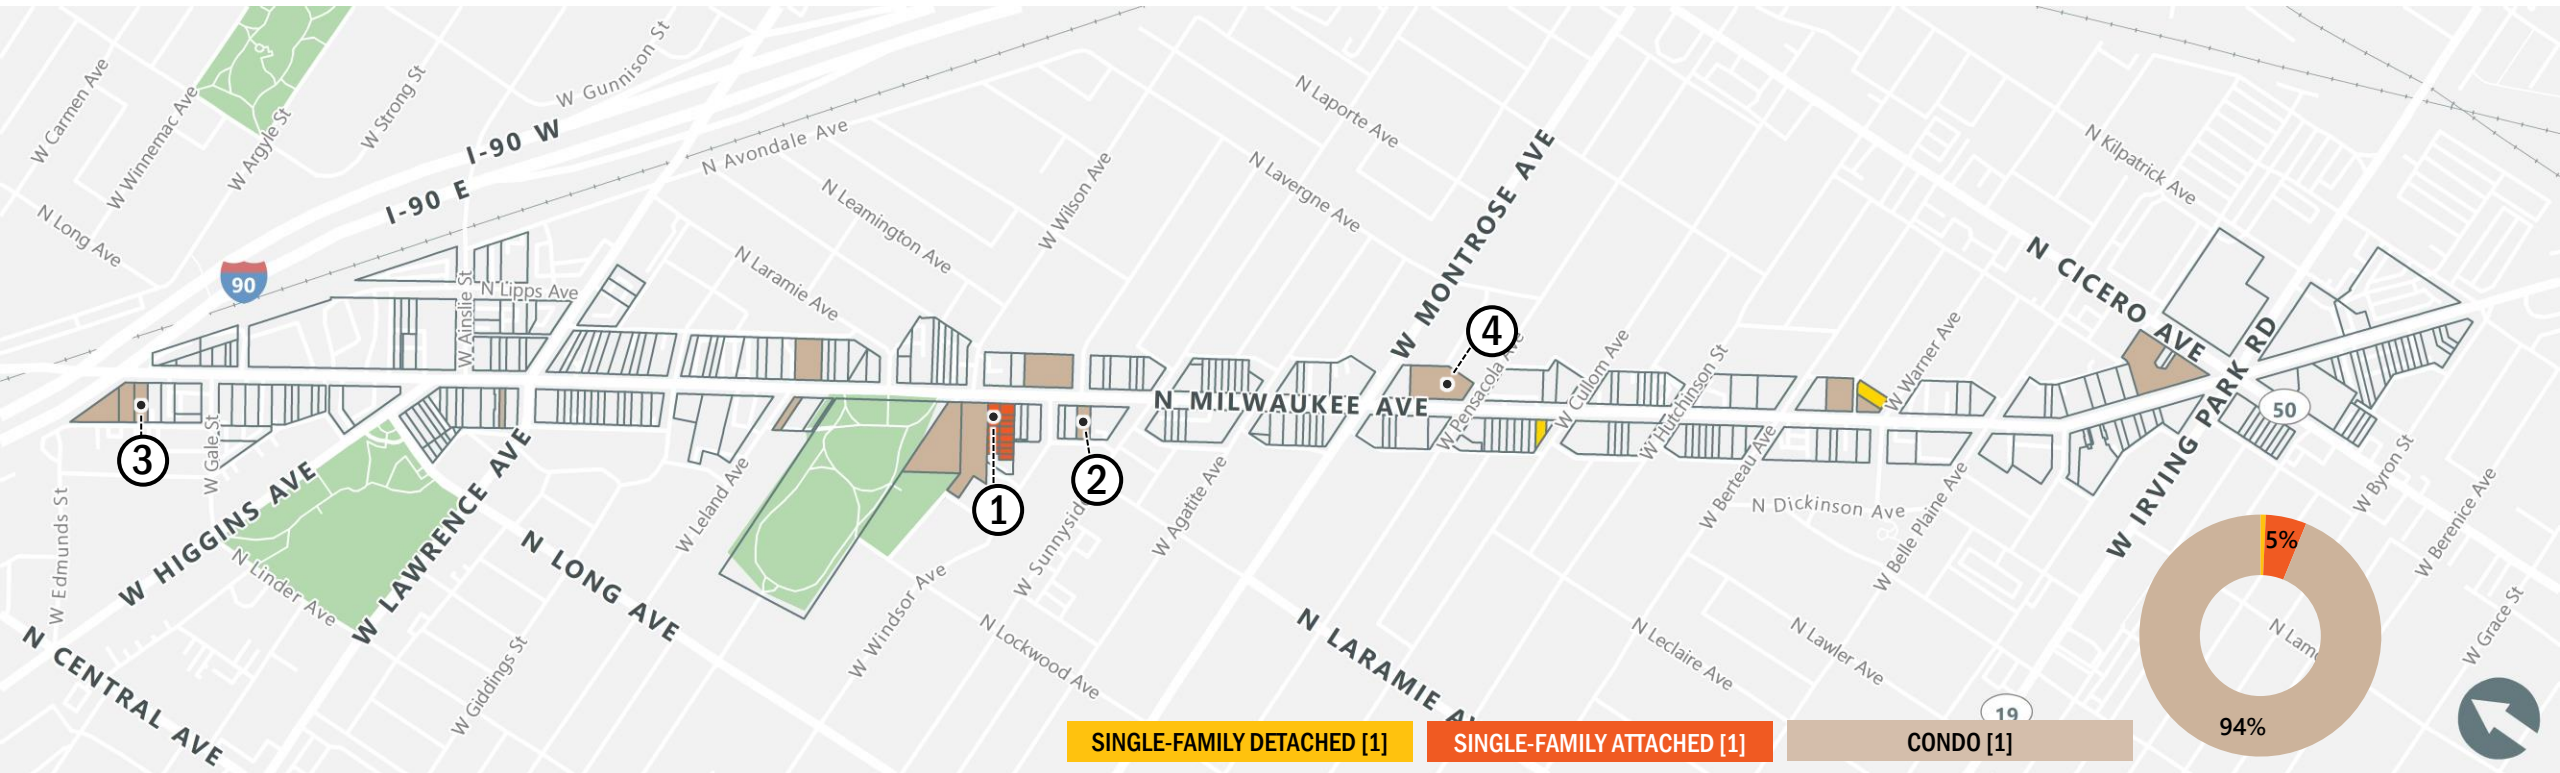 W Carmen Ave
W Winnemac Ave
W Argyle St
W Strong St
W Gunnison St
I-90 W
I-90 E
N Avondale Ave
N Long Ave
90
N Lipps Ave
W Ainslie St
N Leamington Ave
N Laramie Ave
W Wilson Ave
N Laporte Ave
N Lavergne Ave
W MONTROSE AVE
N Kilpatrick Ave
N CICERO AVE
4
W Pensacola Ave
W Cullom Ave
W Hutchinson St
W Warner Ave
N MILWAUKEE AVE
W IRVING PARK RD
50
3
W Gale St
W HIGGINS AVE
W LAWRENCE AVE
W Edmunds St
N Linder Ave
N CENTRAL AVE
N LONG AVE
W Giddings St
W Leland Ave
1
2
W Sunnyside
W Agatite Ave
W Windsor Ave
N Lockwood Ave
N LARAMIE
W Berteau Ave
N Dickinson Ave
W Belle Plaine Ave
N Leclaire Ave
N Lawler Ave
W Byron St
W Berenice Ave
W Grace St
19
5%
94%
SINGLE-FAMILY DETACHED [1]
SINGLE-FAMILY ATTACHED [1]
CONDO [1]